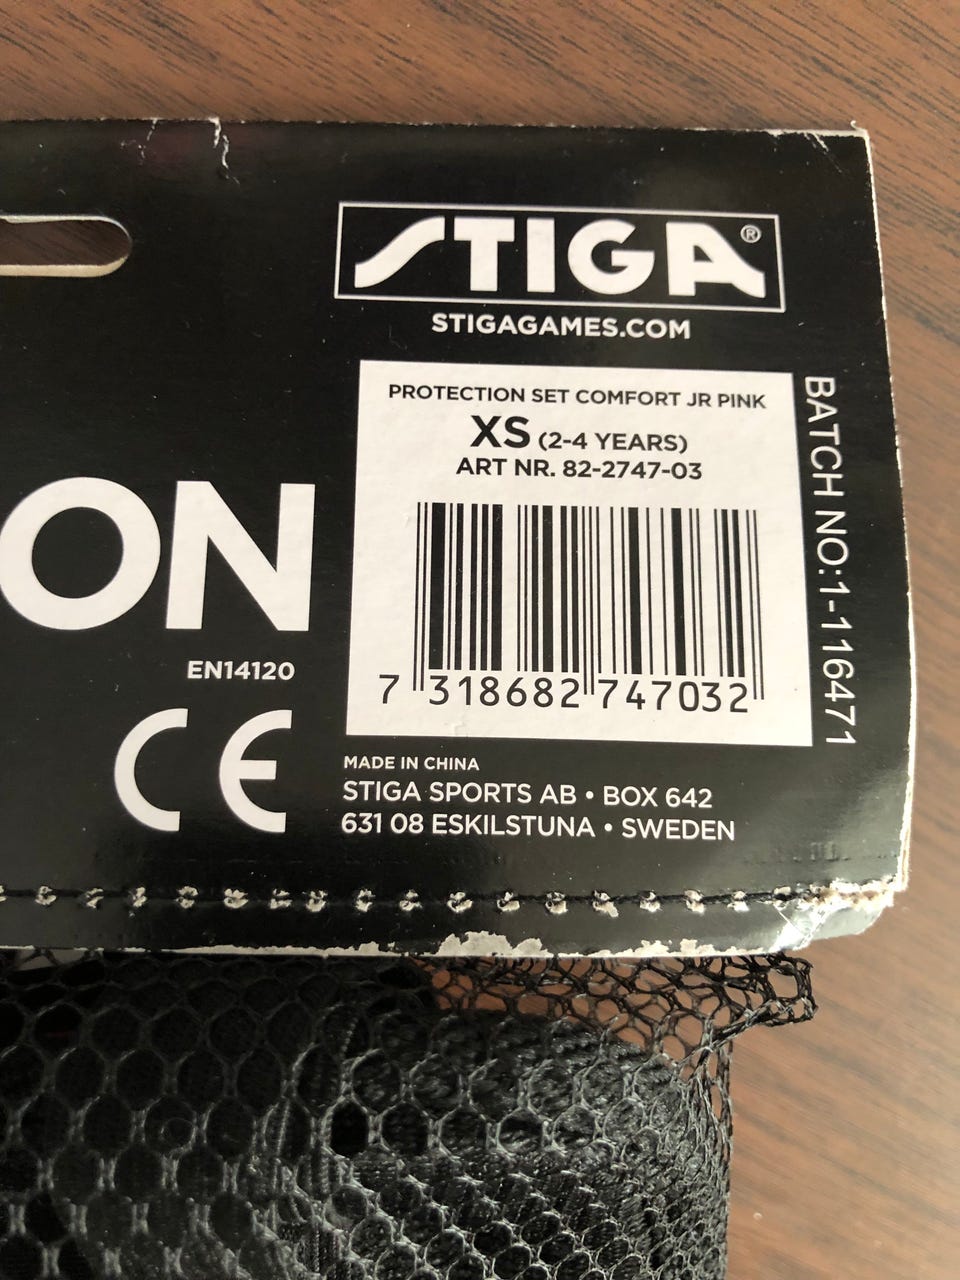 STIGA®
STIGAGAMES.COM
PROTECTION SET COMFORT JR PINK
XS (2-4 YEARS)
ART NR. 82-2747-03
7 318682 747032
BATCH NO:1-116471
ON
EN14120
CE
MADE IN CHINA
STIGA SPORTS AB • BOX 642
631 08 ESKILSTUNA • SWEDEN